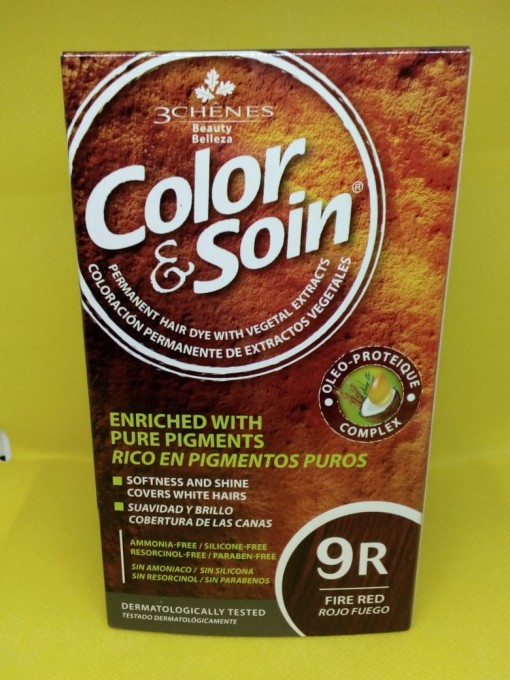 3CHÊNES
Beauty
Belleza
Color
& Soin®
PERMANENT HAIR DYE WITH VEGETAL EXTRACTS
COLORACIÓN PERMANENTE DE EXTRACTOS VEGETALES
OLEO-PROTEIQUE
COMPLEX
ENRICHED WITH
PURE PIGMENTS
RICO EN PIGMENTOS PUROS
SOFTNESS AND SHINE
COVERS WHITE HAIRS
SUAVIDAD Y BRILLO
COBERTURA DE LAS CANAS
AMMONIA-FREE / SILICONE-FREE
RESORCINOL-FREE / PARABEN-FREE
SIN AMONIACO / SIN SILICONA
SIN RESORCINOL / SIN PARABENOS
9R
FIRE RED
ROJO FUEGO
DERMATOLOGICALLY TESTED
TESTADO DERMATOLÓGICAMENTE